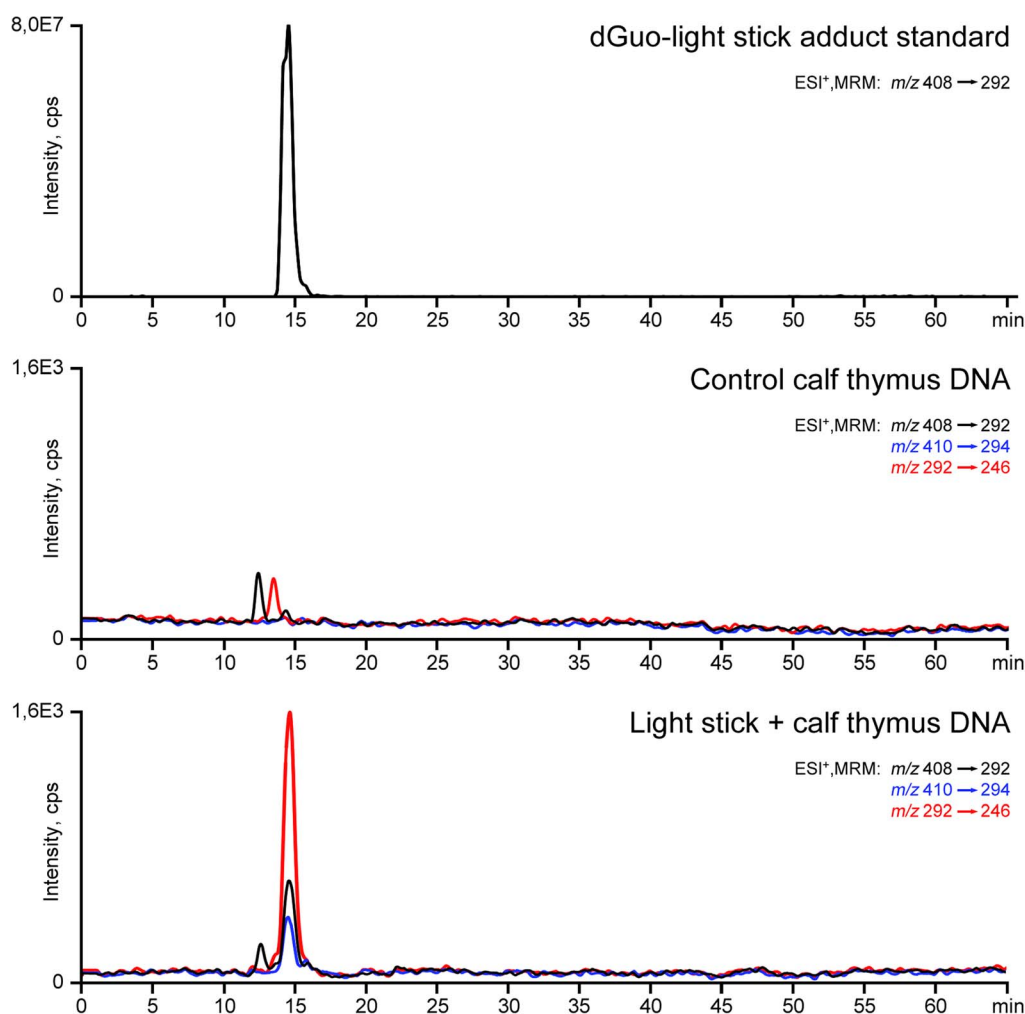 8,0E7
dGuo-light stick adduct standard
ESI⁺,MRM: m/z 408 → 292
Intensity, cps
0
0 5 10 15 20 25 30 35 40 45 50 55 60 min
1,6E3
Control calf thymus DNA
ESI⁺,MRM: m/z 408 → 292
m/z 410 → 294
m/z 292 → 246
Intensity, cps
0
0 5 10 15 20 25 30 35 40 45 50 55 60 min
1,6E3
Light stick + calf thymus DNA
ESI⁺,MRM: m/z 408 → 292
m/z 410 → 294
m/z 292 → 246
Intensity, cps
0
0 5 10 15 20 25 30 35 40 45 50 55 60 min